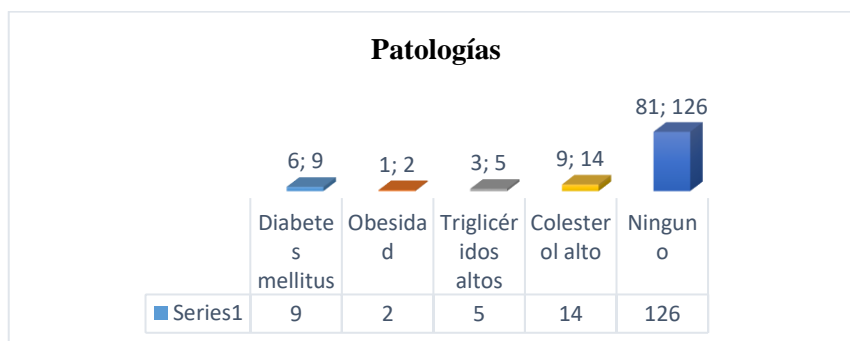 Patologías
81; 126
6; 9 1; 2 3; 5 9; 14
Diabete Obesida Triglicér Colester Ningun
s d idos ol alto o
mellitus altos
Series1 9 2 5 14 126